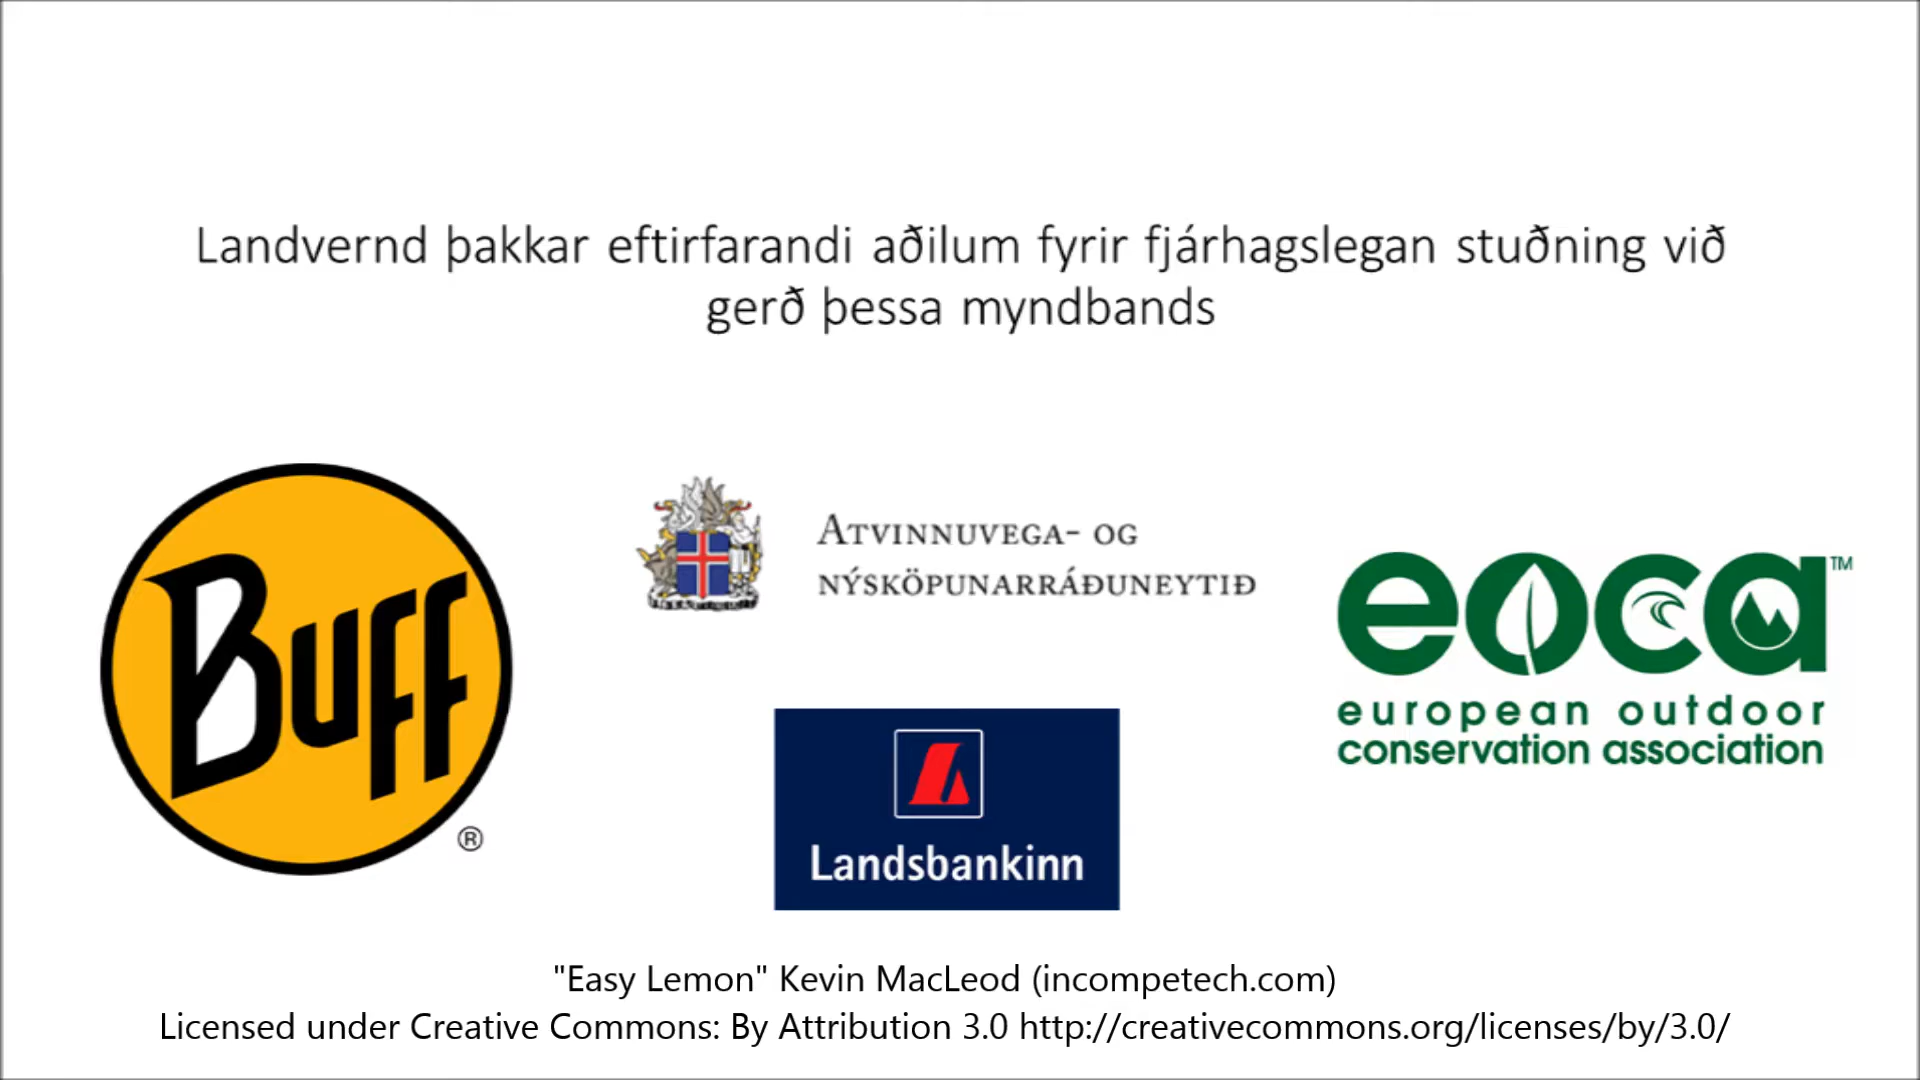 Landvernd þakkar eftirfarandi aðilum fyrir fjárhagslegan stuðning við
gerð þessa myndbands
BUFF
®
ATVINNUVEGA- OG
NÝSKÖPUNARRÁÐUNEYTIÐ
Landsbankinn
eoca™
european outdoor
conservation association
"Easy Lemon" Kevin MacLeod (incompetech.com)
Licensed under Creative Commons: By Attribution 3.0 http://creativecommons.org/licenses/by/3.0/